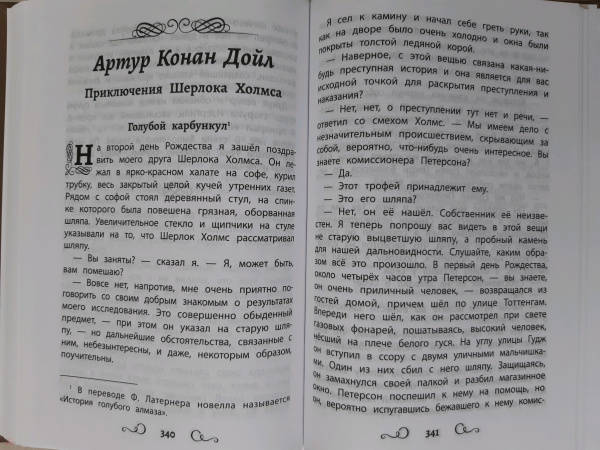 Артур Конан Дойл
Приключения Шерлока Холмса
Голубой карбункул¹
На второй день Рождества я зашёл поздра-
вить моего друга Шерлока Холмса. Он ле-
жал в ярко-красном халате на софе, курил
трубку, весь закрытый целой кучей утренних газет.
Рядом с софой стоял деревянный стул, на спин-
ке которого была повешена грязная, оборванная
шляпа. Увеличительное стекло и щипчики на стуле
указывали на то, что Шерлок Холмс рассматривал
шляпу.
— Вы заняты? — сказал я. — Я, может быть,
вам помешаю?
— Вовсе нет, напротив, мне очень приятно по-
говорить со своим добрым знакомым о результатах
моего исследования. Это совершенно обыденный
предмет, — при этом он указал на старую шля-
пу, — но дальнейшие обстоятельства, связанные с
ним, небезынтересны, и даже, некоторым образом,
поучительны.
¹ В переводе Ф. Латернера новелла называется
«История голубого алмаза».
340
Я сел к камину и начал себе греть руки, так
как на дворе было очень холодно и окна были
покрыты толстой ледяной корой.
— Наверное, с этой вещью связана какая-ни-
будь преступная история и она является для вас
исходной точкой для раскрытия преступления и
наказания?
— Нет, нет, о преступлении тут нет и речи, —
ответил со смехом Холмс. — Мы имеем дело с
незначительным происшествием, скрывающим за
собой, вероятно, что-нибудь очень интересное. Вы
знаете комиссионера Петерсона?
— Да.
— Этот трофей принадлежит ему.
— Это его шляпа?
— Нет, он её нашёл. Собственник её неизве-
стен. Я теперь попрошу вас видеть в этой вещи
не старую выцветшую шляпу, а пробный камень
для нашей дальновидности. Слушайте, каким обра-
зом всё это произошло. В первый день Рождества,
около четырёх часов утра Петерсон, — вы знаете,
он очень приличный человек, — возвращался из
гостей домой, причем шёл по улице Тоттенгам.
Впереди него шёл, как он рассмотрел при свете
газовых фонарей, пошатываясь, высокий человек,
нёсший на плече белого гуся. На углу улицы Гудж
он вступил в ссору с двумя уличными мальчишка-
ми. Один из них сбил с него шляпу. Защищаясь,
он замахнулся своей палкой и разбил магазинное
окно. Петерсон поспешил к нему на помощь, но
он, вероятно испугавшись бежавшего к нему комис-
341